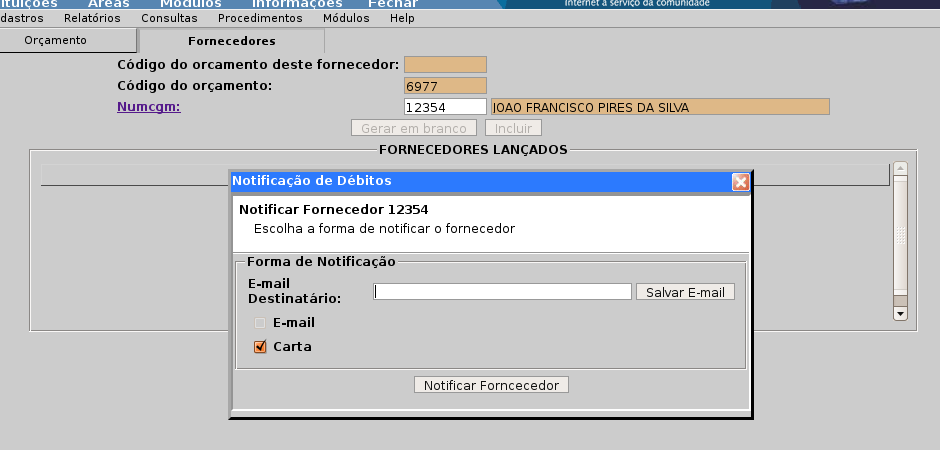 ituições Áreas Módulos Informações Fechar
Internet a serviço da comunidade
dastros Relatórios Consultas Procedimentos Módulos Help
Orçamento Fornecedores
Código do orcamento deste fornecedor:
Código do orçamento: 6977
Numcgm: 12354 JOAO FRANCISCO PIRES DA SILVA
Gerar em branco Incluir
FORNECEDORES LANÇADOS
Notificação de Débitos
Notificar Fornecedor 12354
Escolha a forma de notificar o fornecedor
Forma de Notificação
E-mail
Destinatário: Salvar E-mail
E-mail
Carta
Notificar Forncecedor